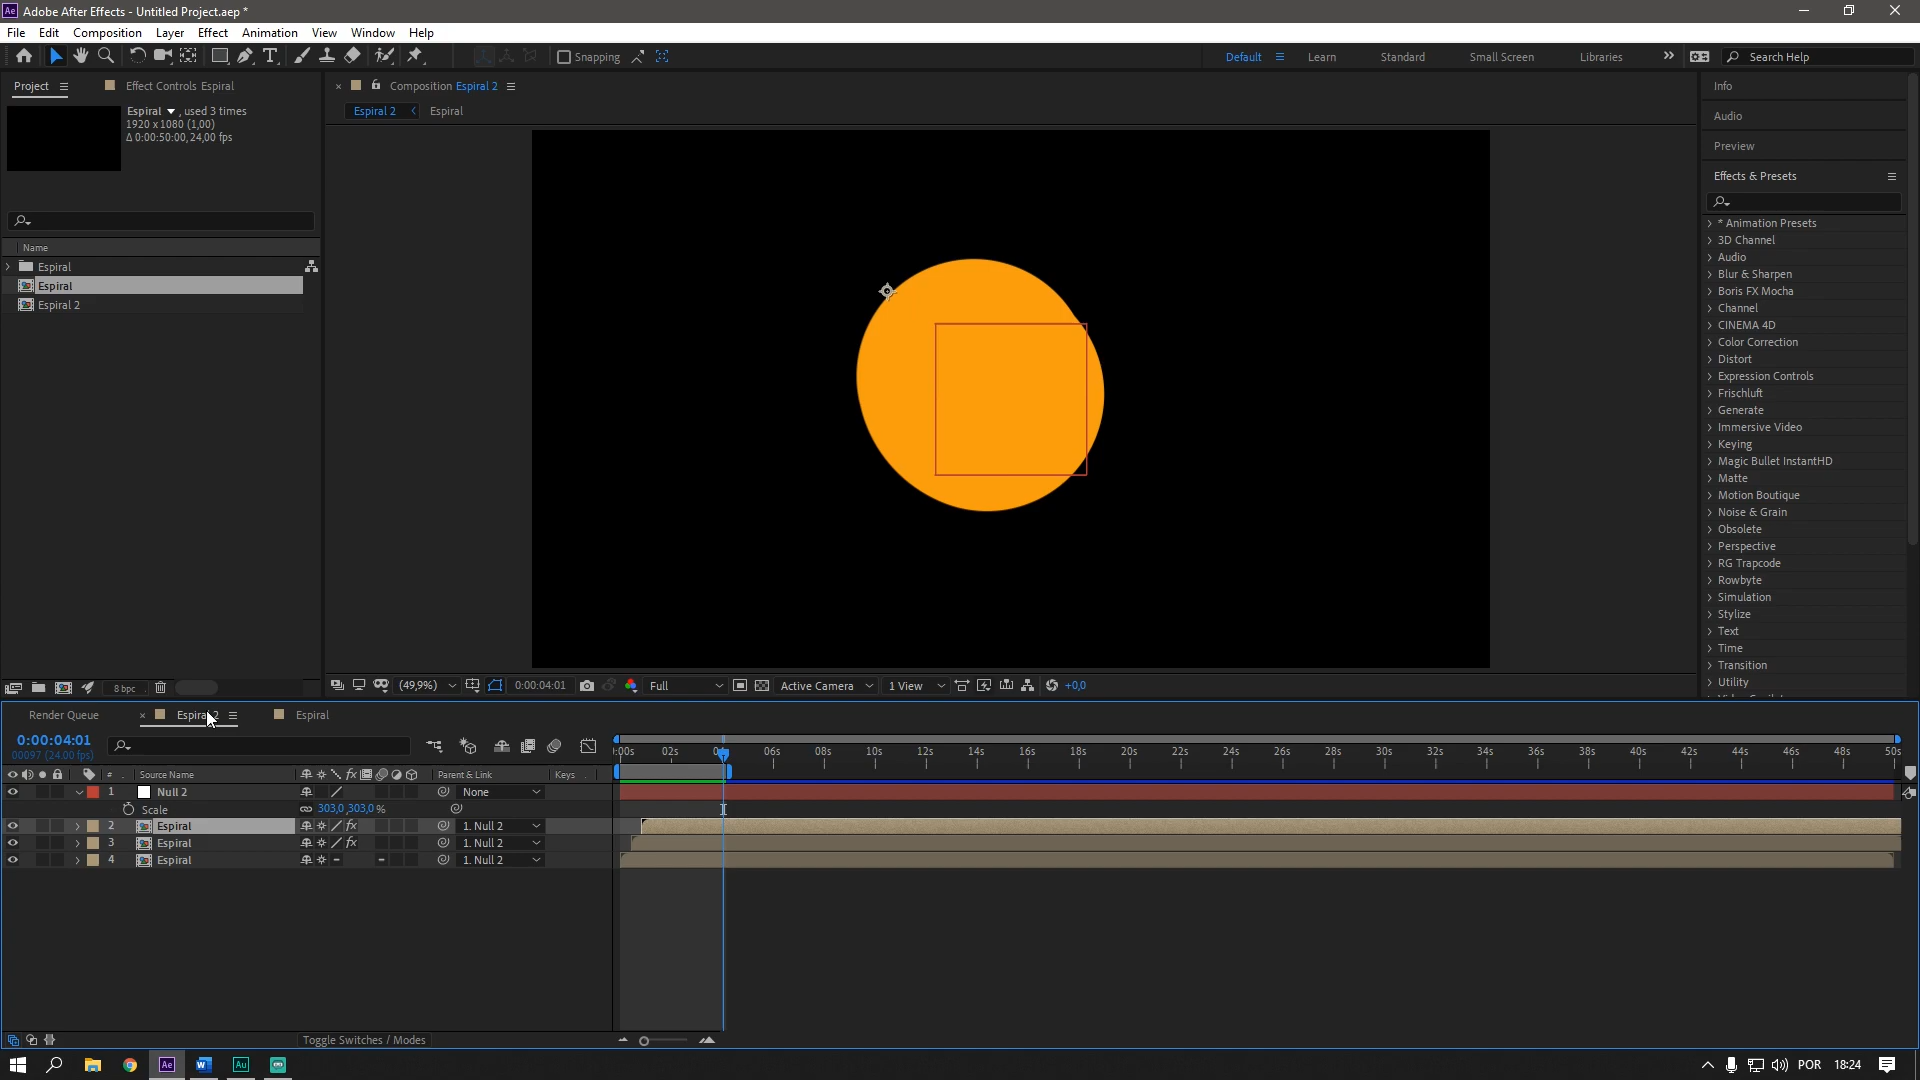 Adobe After Effects - Untitled Project.aep *
File Edit Composition Layer Effect Animation View Window Help
Snapping
Default Learn Standard Small Screen Libraries Search Help
Project Effect Controls Espiral
Espiral , used 3 times
1920 x 1080 (1,00)
Δ 0:00:50:00, 24,00 fps
Name
Espiral
Espiral
Espiral 2
8 bpc
Composition Espiral 2
Espiral 2 Espiral
(49,9%) 0:00:04:01 Full Active Camera 1 View +0,0
Info
Audio
Preview
Effects & Presets
* Animation Presets
3D Channel
Audio
Blur & Sharpen
Boris FX Mocha
Channel
CINEMA 4D
Color Correction
Distort
Expression Controls
Frischluft
Generate
Immersive Video
Keying
Magic Bullet InstantHD
Matte
Motion Boutique
Noise & Grain
Obsolete
Perspective
RG Trapcode
Rowbyte
Simulation
Stylize
Text
Time
Transition
Utility
Render Queue Espiral 2 Espiral
0:00:04:01
00097 (24.00 fps)
:00s 02s 06s 08s 10s 12s 14s 16s 18s 20s 22s 24s 26s 28s 30s 32s 34s 36s 38s 40s 42s 44s 46s 48s 50s
# Source Name fx Parent & Link Keys
1 Null 2 None
Scale 303,0,303,0 %
2 Espiral fx 1. Null 2
3 Espiral fx 1. Null 2
4 Espiral 1. Null 2
Toggle Switches / Modes
Ae W Au POR 18:24